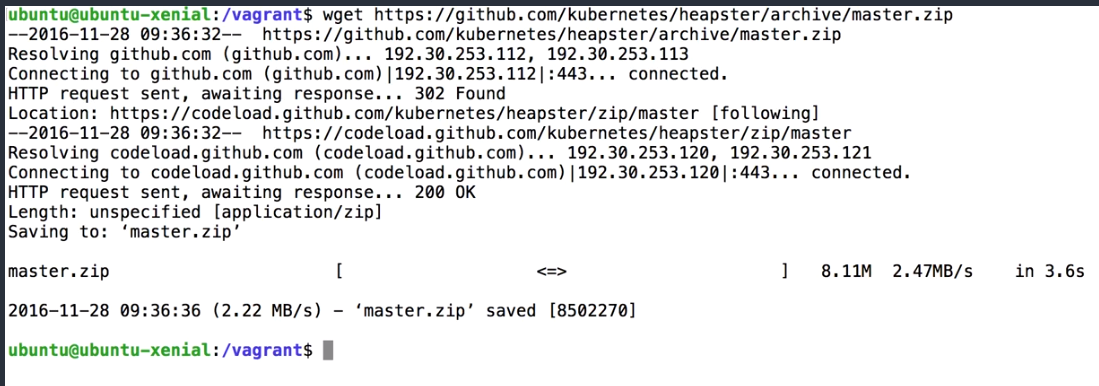 ubuntu@ubuntu-xenial:/vagrant$ wget https://github.com/kubernetes/heapster/archive/master.zip
--2016-11-28 09:36:32--  https://github.com/kubernetes/heapster/archive/master.zip
Resolving github.com (github.com)... 192.30.253.112, 192.30.253.113
Connecting to github.com (github.com)|192.30.253.112|:443... connected.
HTTP request sent, awaiting response... 302 Found
Location: https://codeload.github.com/kubernetes/heapster/zip/master [following]
--2016-11-28 09:36:32--  https://codeload.github.com/kubernetes/heapster/zip/master
Resolving codeload.github.com (codeload.github.com)... 192.30.253.120, 192.30.253.121
Connecting to codeload.github.com (codeload.github.com)|192.30.253.120|:443... connected.
HTTP request sent, awaiting response... 200 OK
Length: unspecified [application/zip]
Saving to: ‘master.zip’
master.zip                      [                   <=>                      ]   8.11M  2.47MB/s    in 3.6s
2016-11-28 09:36:36 (2.22 MB/s) – ‘master.zip’ saved [8502270]
ubuntu@ubuntu-xenial:/vagrant$